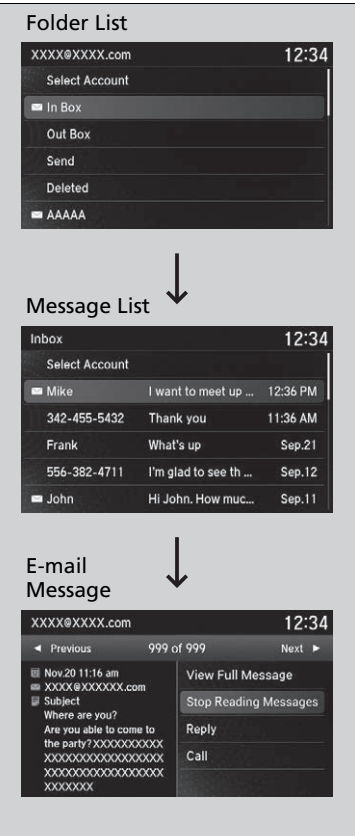 Folder List
XXXX@XXXX.com 12:34
Select Account
In Box
Out Box
Send
Deleted
AAAAA
Message List
Inbox 12:34
Select Account
Mike I want to meet up ... 12:36 PM
342-455-5432 Thank you 11:36 AM
Frank What's up Sep.21
556-382-4711 I'm glad to see th ... Sep.12
John Hi John. How muc... Sep.11
E-mail
Message
XXXX@XXXX.com 12:34
◄ Previous 999 of 999 Next ►
Nov.20 11:16 am
XXXX@XXXXXX.com
Subject
Where are you?
Are you able to come to
the party?XXXXXXXXXX
XXXXXXXXXXXXXXXXX
XXXXXXXXXXXXXXXXX
XXXXXXX
View Full Message
Stop Reading Messages
Reply
Call